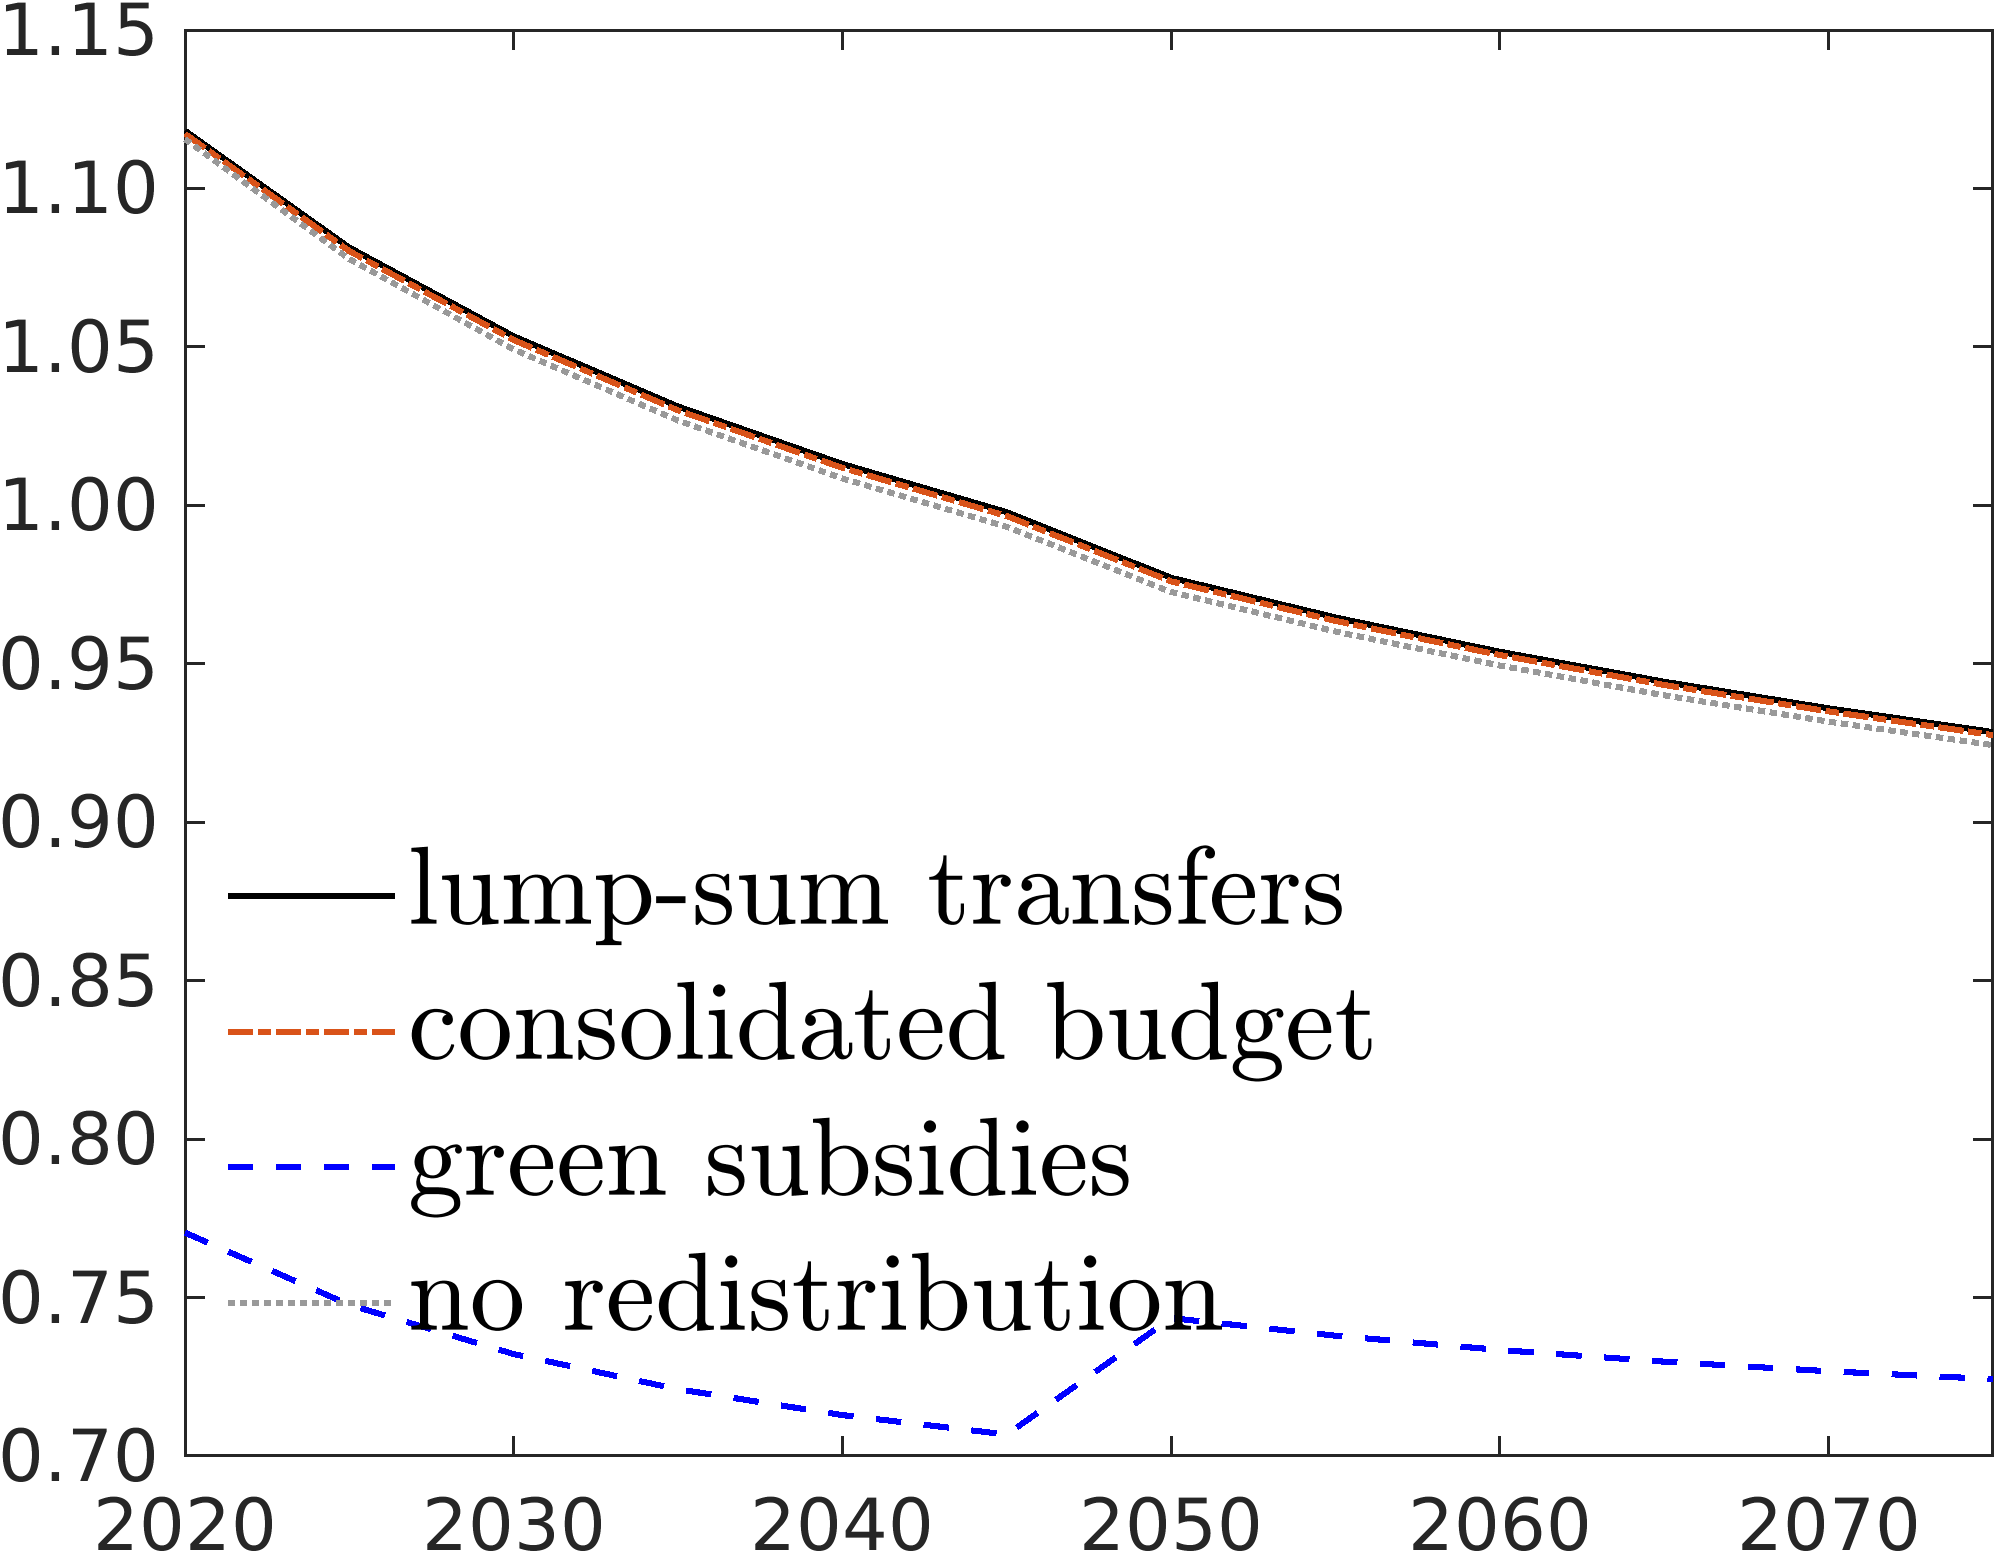 1.15
1.10
1.05
1.00
0.95
0.90
lump-sum transfers
0.85
consolidated budget
0.80
green subsidies
0.75
no redistribution
0.70
2020 2030 2040 2050 2060 2070